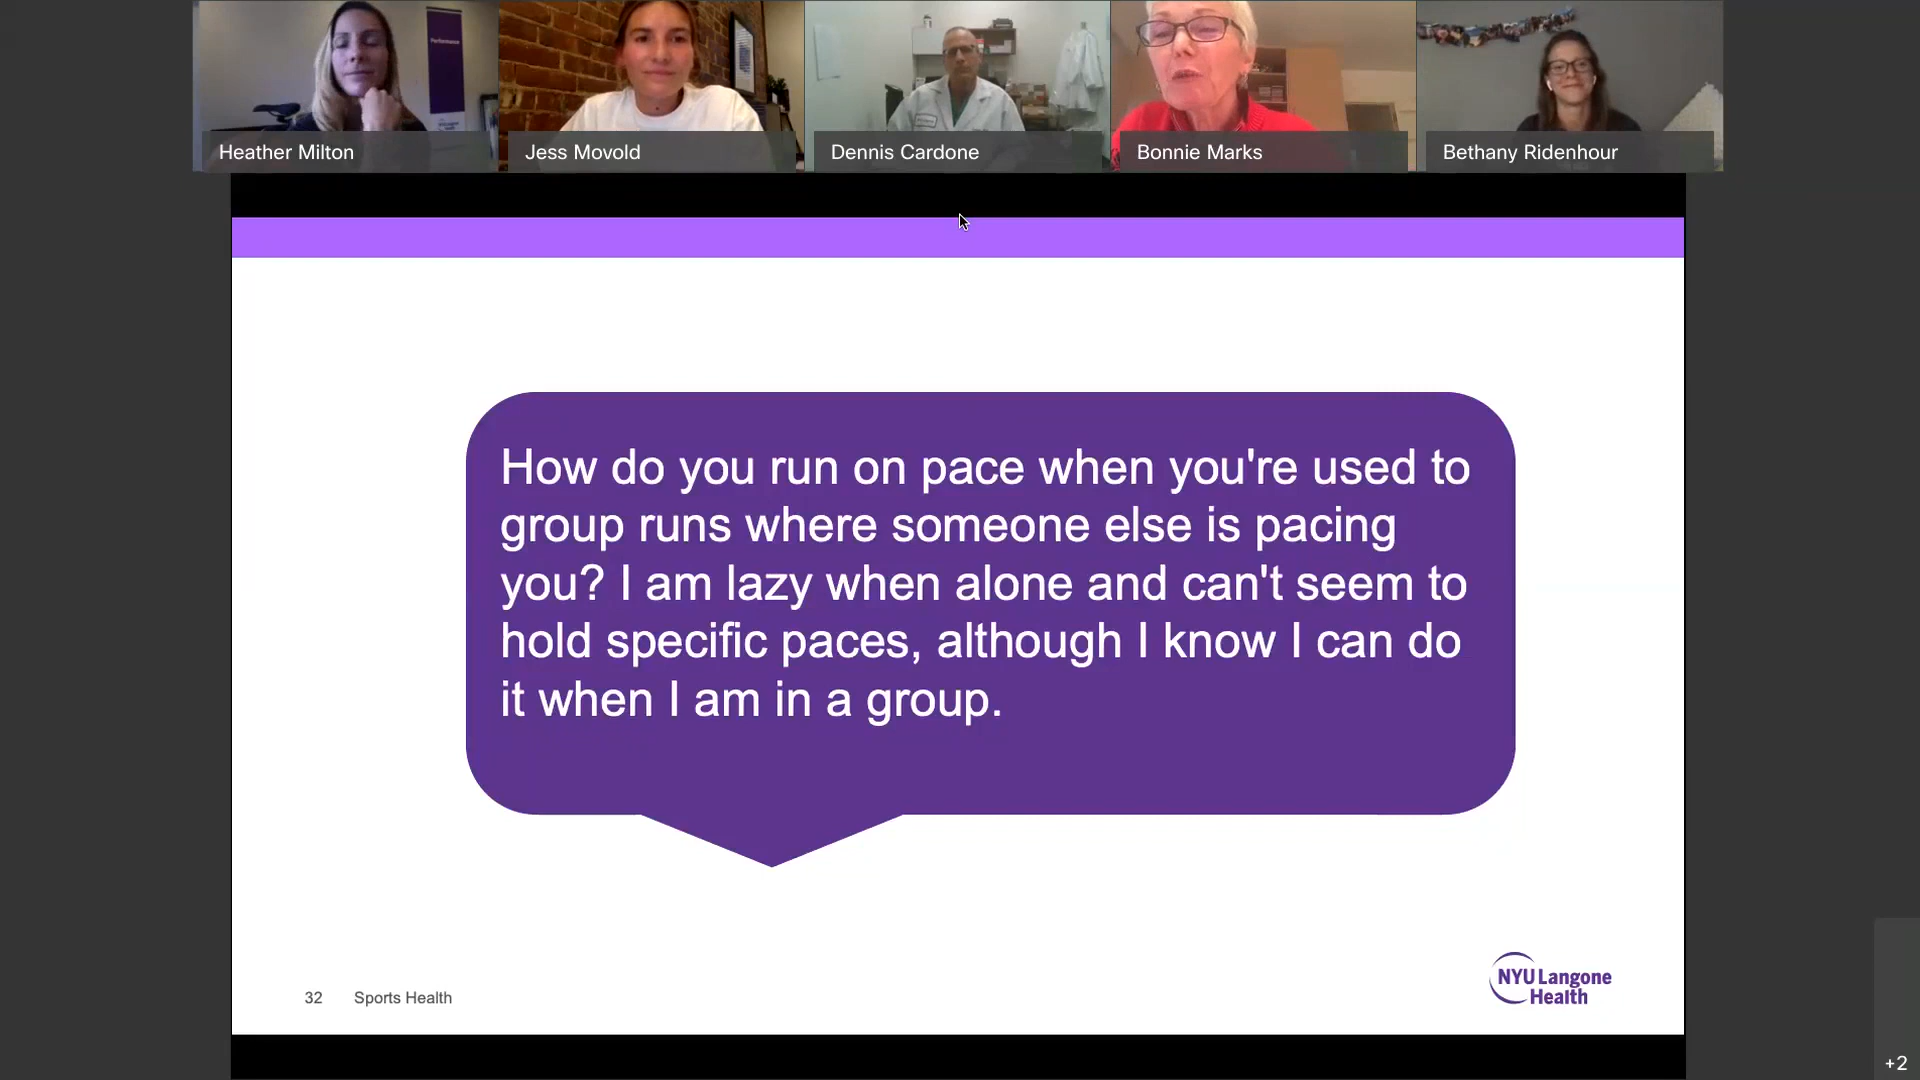 Performance
Heather Milton
Jess Movold
Dennis Cardone
Bonnie Marks
Bethany Ridenhour
How do you run on pace when you're used to
group runs where someone else is pacing
you? I am lazy when alone and can't seem to
hold specific paces, although I know I can do
it when I am in a group.
32
Sports Health
NYU Langone
Health
+2